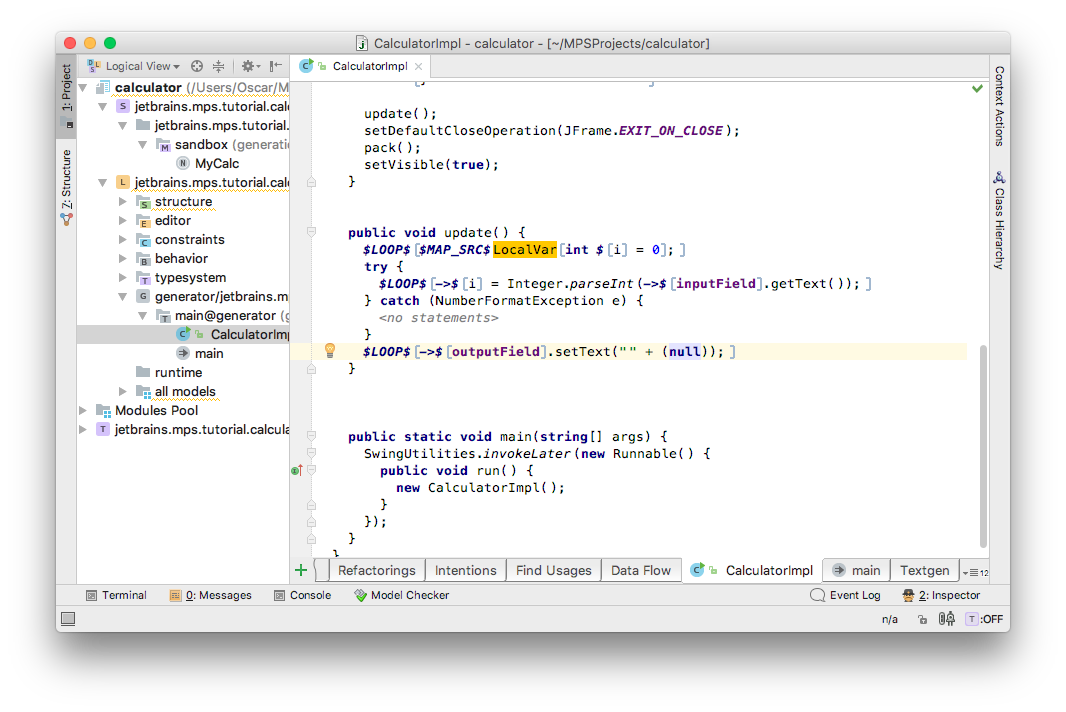 CalculatorImpl - calculator - [~/MPSProjects/calculator]
1: Project
Z: Structure
Logical View
calculator (/Users/Oscar/M
S jetbrains.mps.tutorial.cal
jetbrains.mps.tutorial.
M sandbox (generati
N MyCalc
L jetbrains.mps.tutorial.cal
S structure
E editor
C constraints
B behavior
T typesystem
G generator/jetbrains.m
T main@generator (g
C CalculatorImp
main
runtime
all models
Modules Pool
T jetbrains.mps.tutorial.calcula
C CalculatorImpl
update();
setDefaultCloseOperation(JFrame.EXIT_ON_CLOSE);
pack();
setVisible(true);
}
public void update() {
$LOOP$[$MAP_SRC$LocalVar[int $[i] = 0];]
try {
$LOOP$[->$[i] = Integer.parseInt(->$[inputField].getText());]
} catch (NumberFormatException e) {
<no statements>
}
$LOOP$[->$[outputField].setText("" + (null));]
}
public static void main(string[] args) {
SwingUtilities.invokeLater(new Runnable() {
public void run() {
new CalculatorImpl();
}
});
}
}
Context Actions
Class Hierarchy
+ Refactorings Intentions Find Usages Data Flow C CalculatorImpl main Textgen 12
Terminal 0: Messages Console Model Checker Event Log 2: Inspector
n/a T :OFF